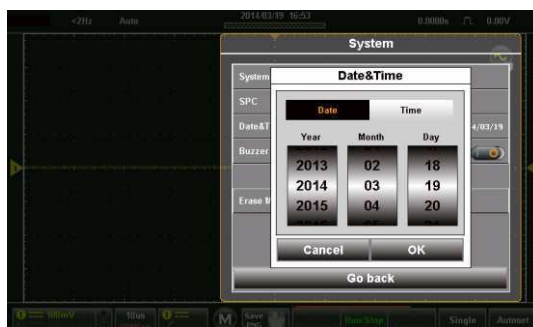 <2Hz Auto 2014/03/19 16:53 0.0000s 0.00V
System
System
Date&Time
SPC
Date Time
Date&T 4/03/19
Year Month Day
Buzzer
2013 02 18
2014 03 19
2015 04 20
Erase M
Cancel OK
Go back
100mV 10us M Save Run/Stop Single Autoset
PNG